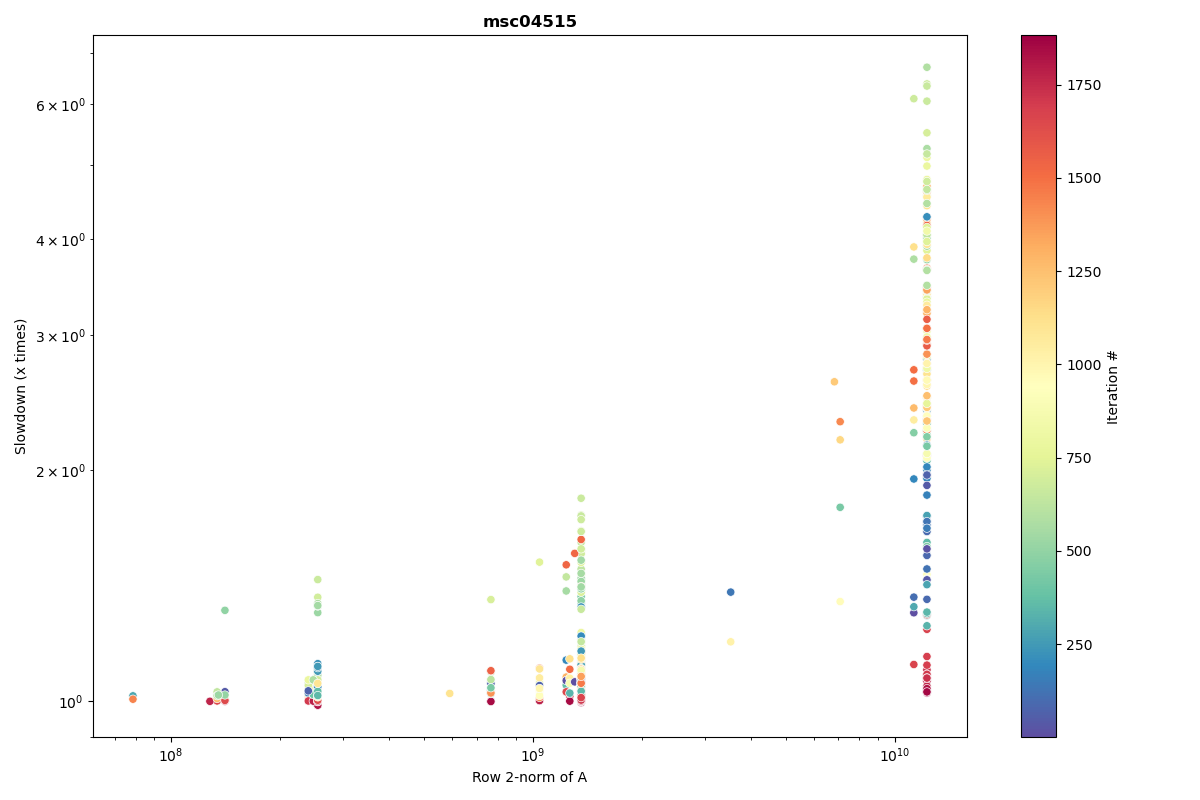 msc04515
6 × 10⁰
4 × 10⁰
3 × 10⁰
2 × 10⁰
10⁰
Slowdown (x times)
10⁸
10⁹
10¹⁰
Row 2-norm of A
1750
1500
1250
1000
750
500
250
Iteration #